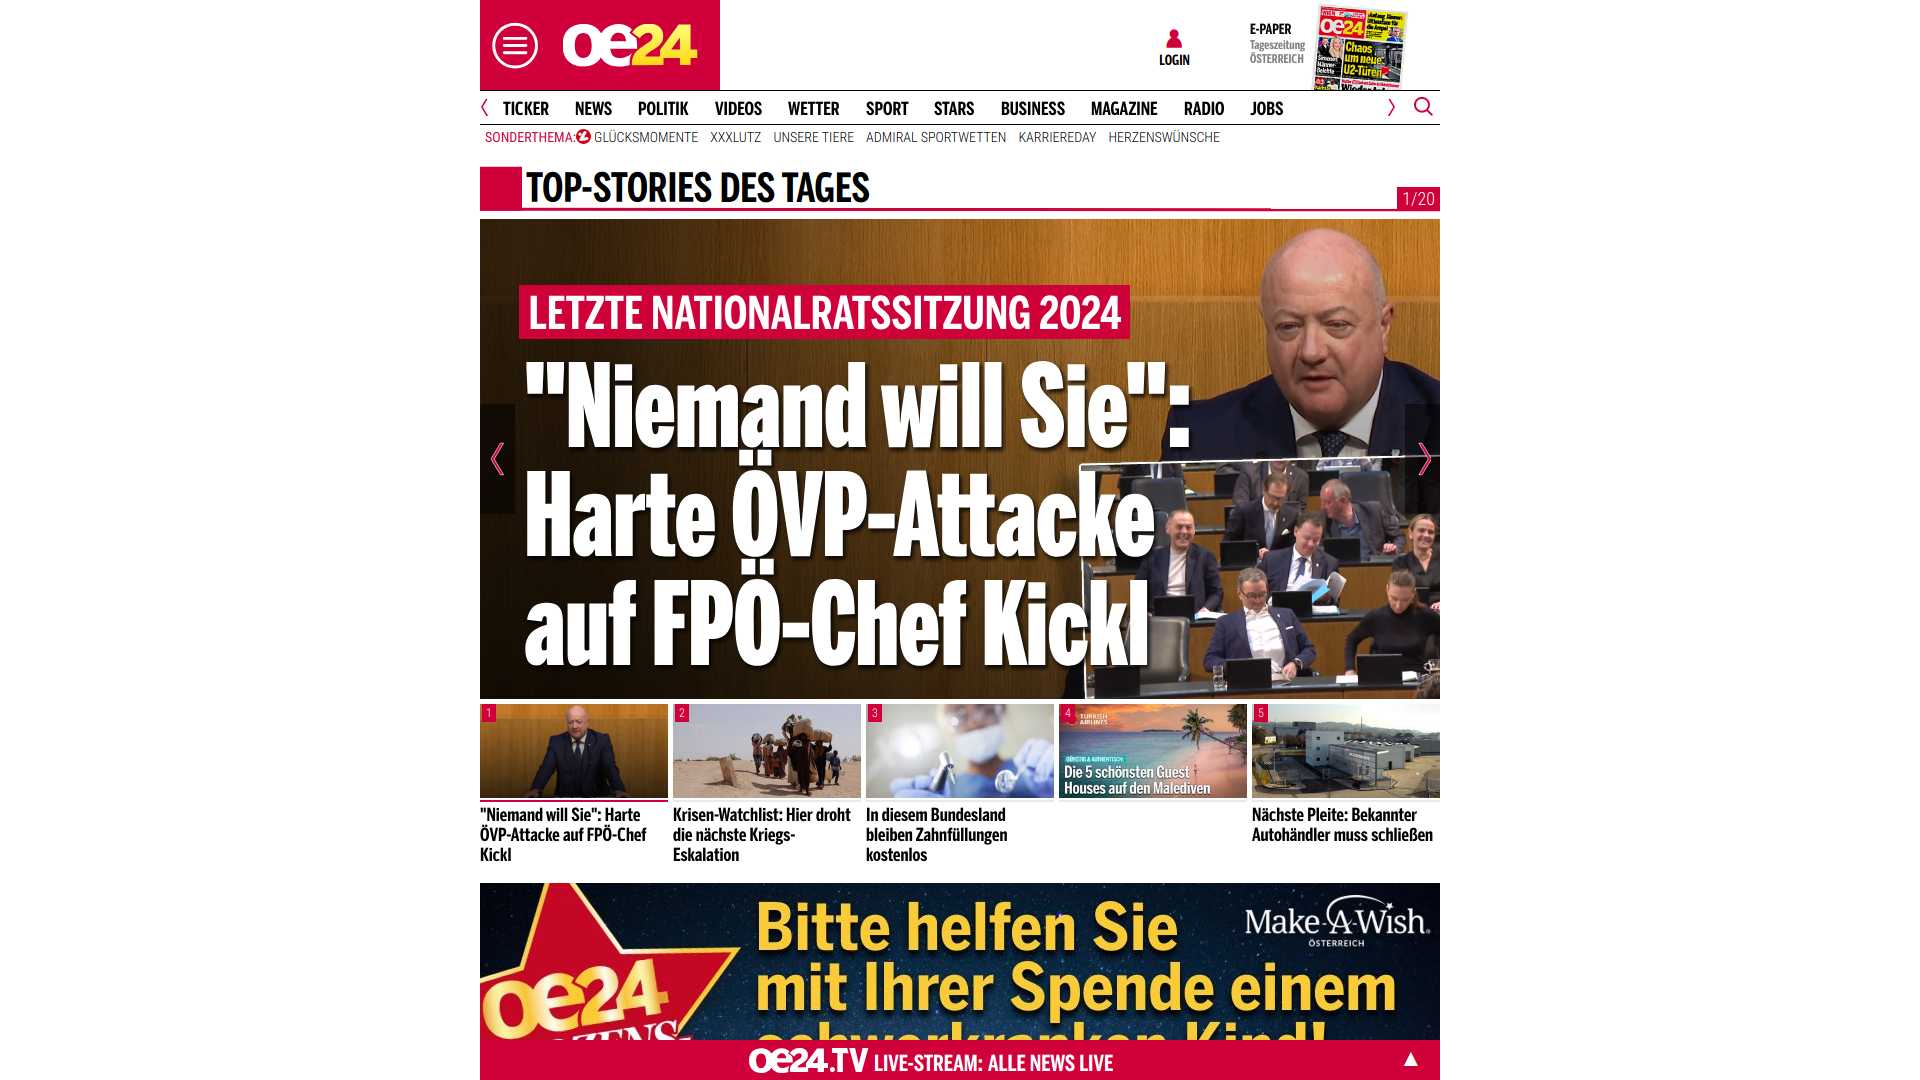 oe24
LOGIN
E-PAPER
Tageszeitung
ÖSTERREICH
oe24
Chaos
um neue
U2-Türen
TICKER NEWS POLITIK VIDEOS WETTER SPORT STARS BUSINESS MAGAZINE RADIO JOBS
SONDERTHEMA: GLÜCKSMOMENTE XXXLUTZ UNSERE TIERE ADMIRAL SPORTWETTEN KARRIEREDAY HERZENSWÜNSCHE
TOP-STORIES DES TAGES
1/20
LETZTE NATIONALRATSSITZUNG 2024
"Niemand will Sie":
Harte ÖVP-Attacke
auf FPÖ-Chef Kickl
1
2
3
4
5
TURKISH
AIRLINES
GÜNSTIG & AUTHENTISCH:
Die 5 schönsten Guest
Houses auf den Malediven
"Niemand will Sie": Harte
ÖVP-Attacke auf FPÖ-Chef
Kickl
Krisen-Watchlist: Hier droht
die nächste Kriegs-
Eskalation
In diesem Bundesland
bleiben Zahnfüllungen
kostenlos
Nächste Pleite: Bekannter
Autohändler muss schließen
Bitte helfen Sie
mit Ihrer Spende einem
schwerkranken Kind!
Make-A-Wish®
ÖSTERREICH
oe24
oe24.TV LIVE-STREAM: ALLE NEWS LIVE